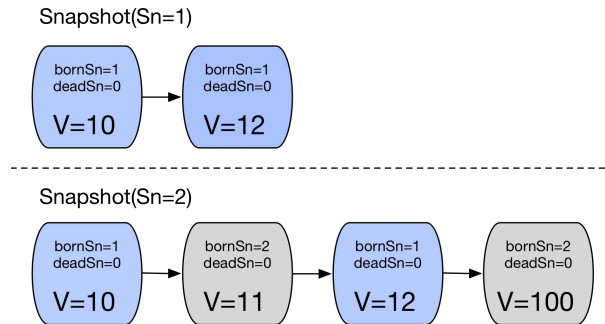 Snapshot(Sn=1)
bornSn=1
deadSn=0
V=10
bornSn=1
deadSn=0
V=12
Snapshot(Sn=2)
bornSn=1
deadSn=0
V=10
bornSn=2
deadSn=0
V=11
bornSn=1
deadSn=0
V=12
bornSn=2
deadSn=0
V=100